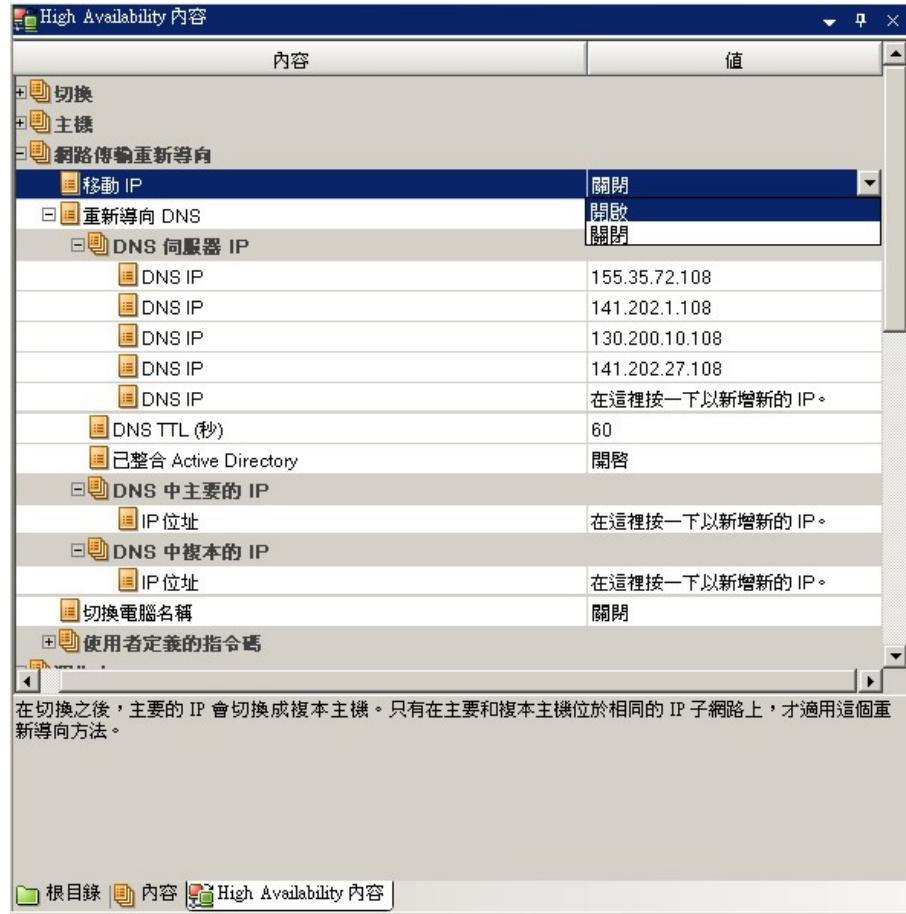 High Availability 內容
內容 值
切換
主機
網路傳輸重新導向
移動 IP 關閉
開啟
重新導向 DNS
關閉
DNS 伺服器 IP
DNS IP 155.35.72.108
DNS IP 141.202.1.108
DNS IP 130.200.10.108
DNS IP 141.202.27.108
DNS IP 在這裡按一下以新增新的 IP。
DNS TTL (秒) 60
已整合 Active Directory 開啓
DNS 中主要的 IP
IP 位址 在這裡按一下以新增新的 IP。
DNS 中複本的 IP
IP 位址 在這裡按一下以新增新的 IP。
切換電腦名稱 關閉
使用者定義的指令碼
在切換之後，主要的 IP 會切換成複本主機。只有在主要和複本主機位於相同的 IP 子網路上，才適用這個重
新導向方法。
根目錄 內容 High Availability 內容